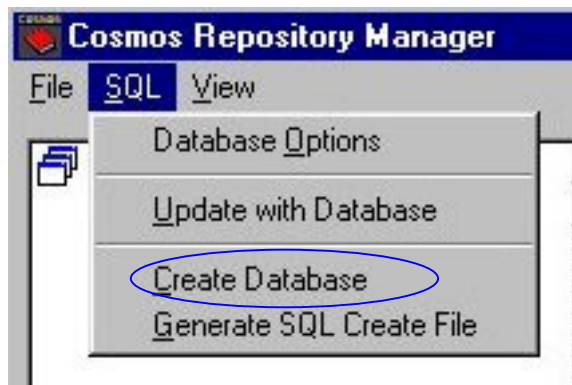 Cosmos
Cosmos Repository Manager
File SQL View
Database Options
Update with Database
Create Database
Generate SQL Create File